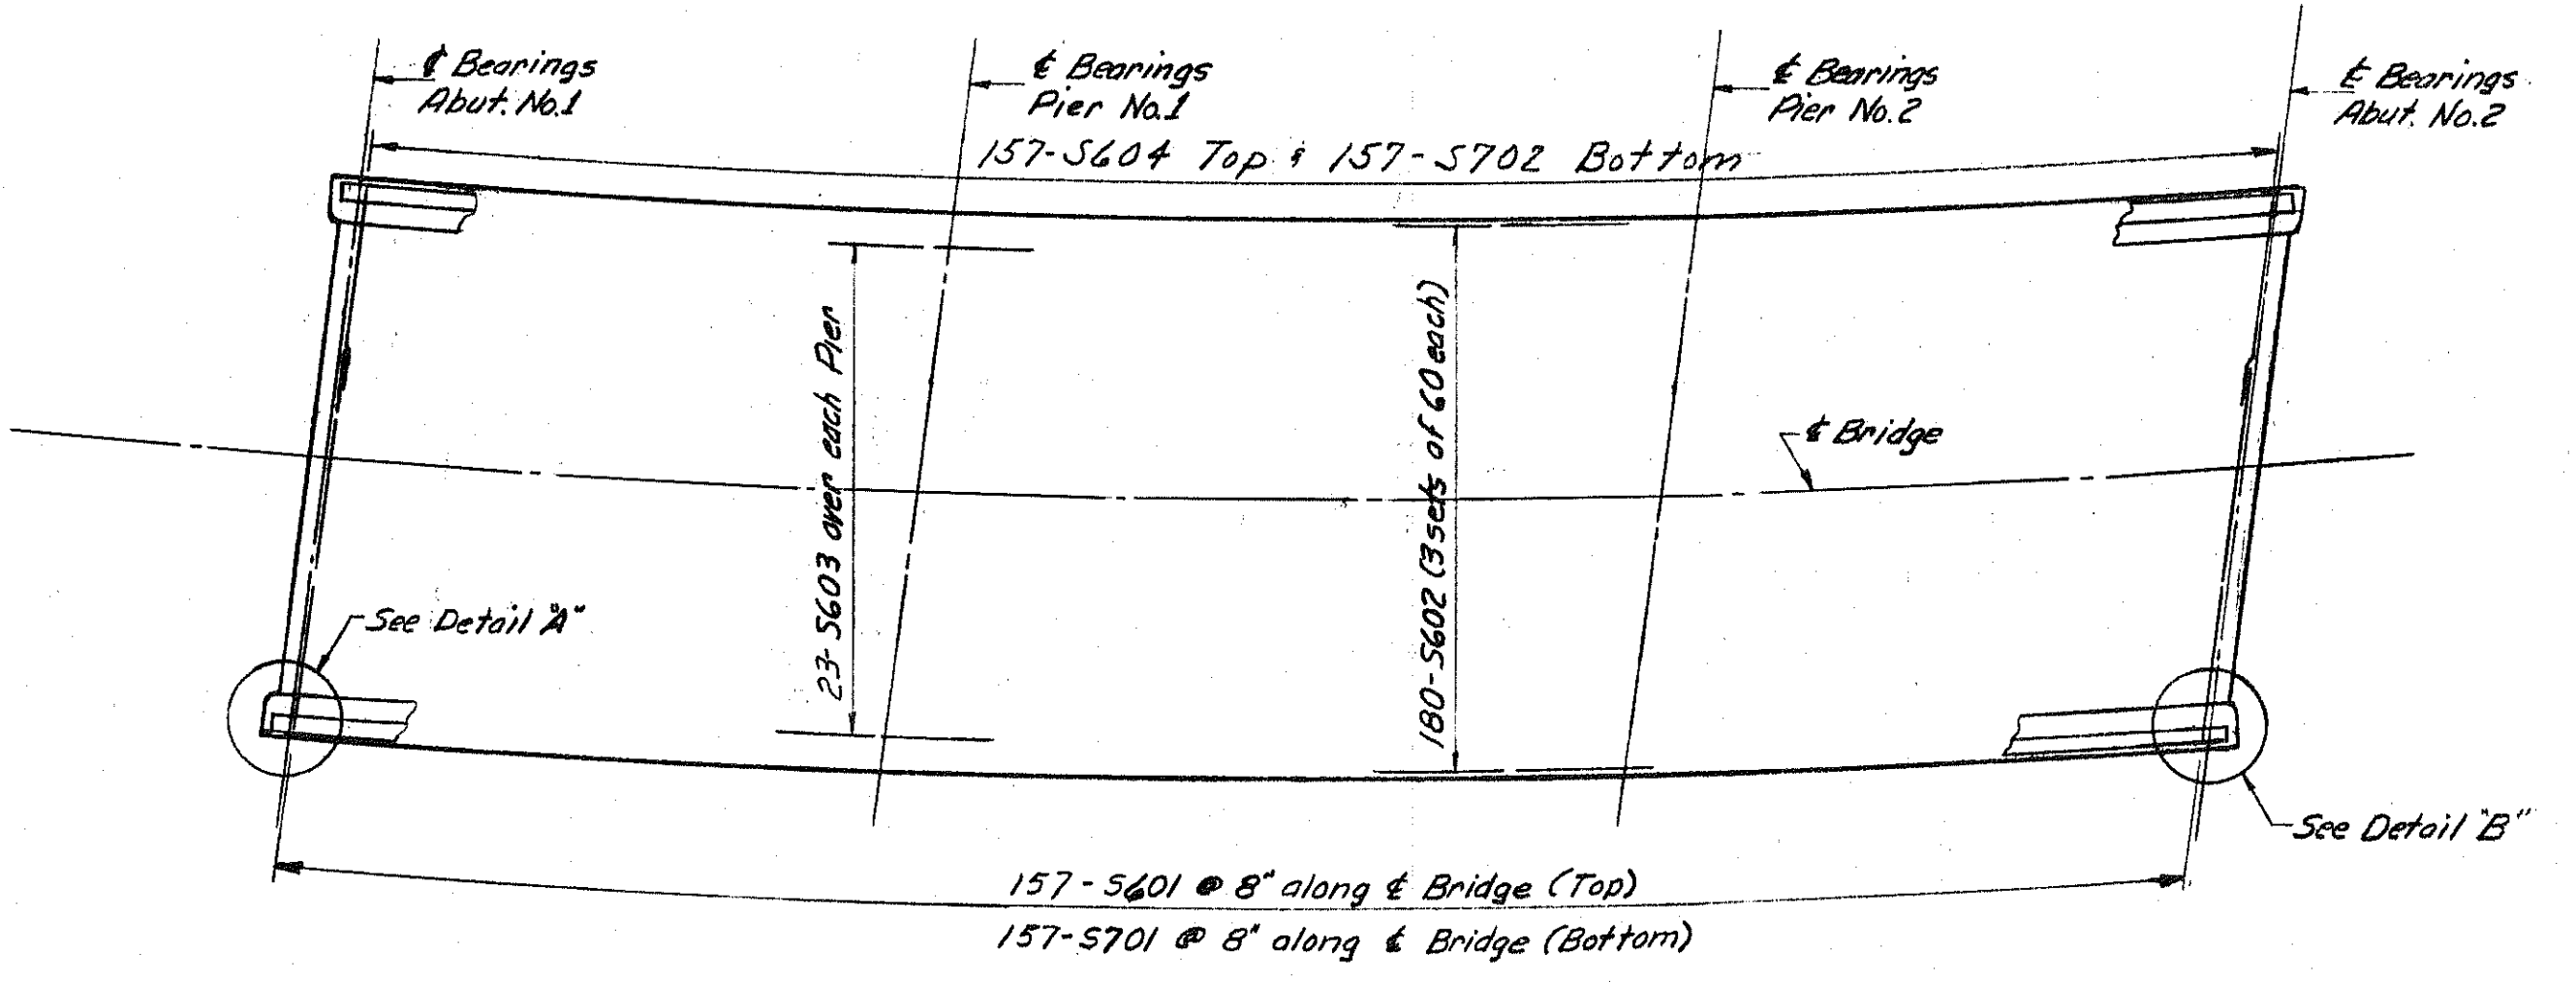 ℄ Bearings
Abut. No.1
℄ Bearings
Pier No.1
℄ Bearings
Pier No.2
℄ Bearings
Abut. No.2
157-S604 Top & 157-S702 Bottom
23-S603 over each Pier
180-S602 (3 sets of 60 each)
℄ Bridge
See Detail "A"
See Detail "B"
157-S601 @ 8" along ℄ Bridge (Top)
157-S701 @ 8" along ℄ Bridge (Bottom)